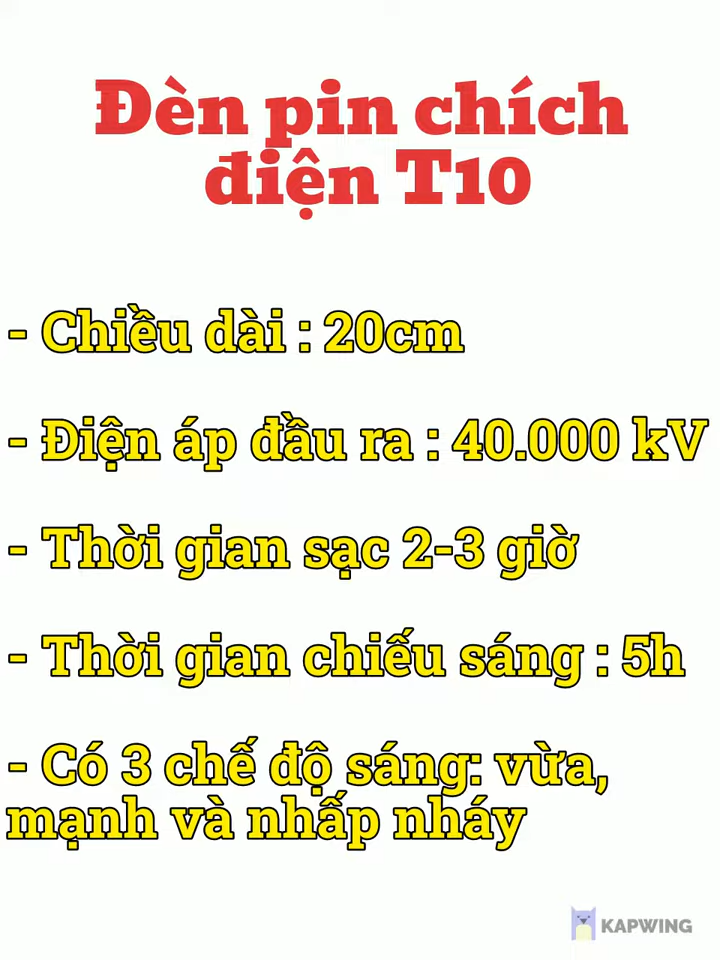 Đèn pin chích
điện T10
- Chiều dài : 20cm
- Điện áp đầu ra : 40.000 kV
- Thời gian sạc 2-3 giờ
- Thời gian chiếu sáng : 5h
- Có 3 chế độ sáng: vừa,
mạnh và nhấp nháy
KAPWING